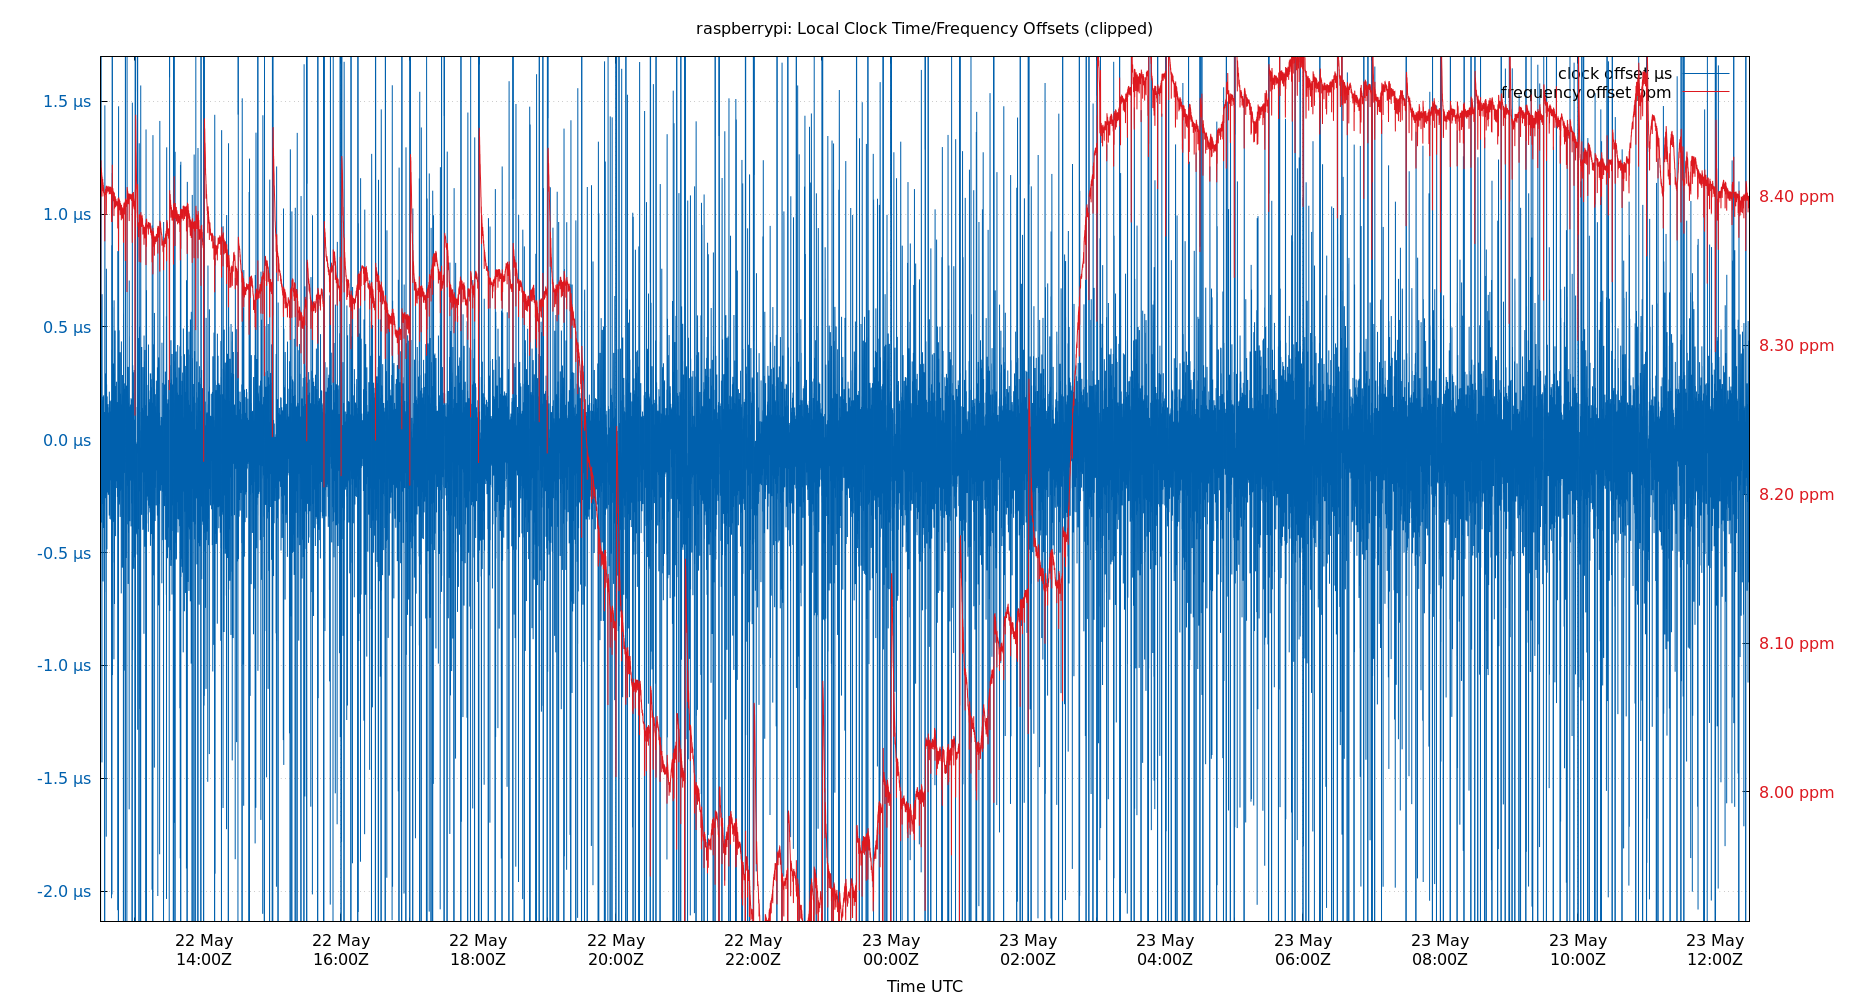 raspberrypi: Local Clock Time/Frequency Offsets (clipped)
clock offset µs
frequency offset ppm
1.5 µs
1.0 µs
0.5 µs
0.0 µs
-0.5 µs
-1.0 µs
-1.5 µs
-2.0 µs
8.40 ppm
8.30 ppm
8.20 ppm
8.10 ppm
8.00 ppm
22 May 22 May 22 May 22 May 22 May 23 May 23 May 23 May 23 May 23 May 23 May 23 May
14:00Z 16:00Z 18:00Z 20:00Z 22:00Z 00:00Z 02:00Z 04:00Z 06:00Z 08:00Z 10:00Z 12:00Z
Time UTC